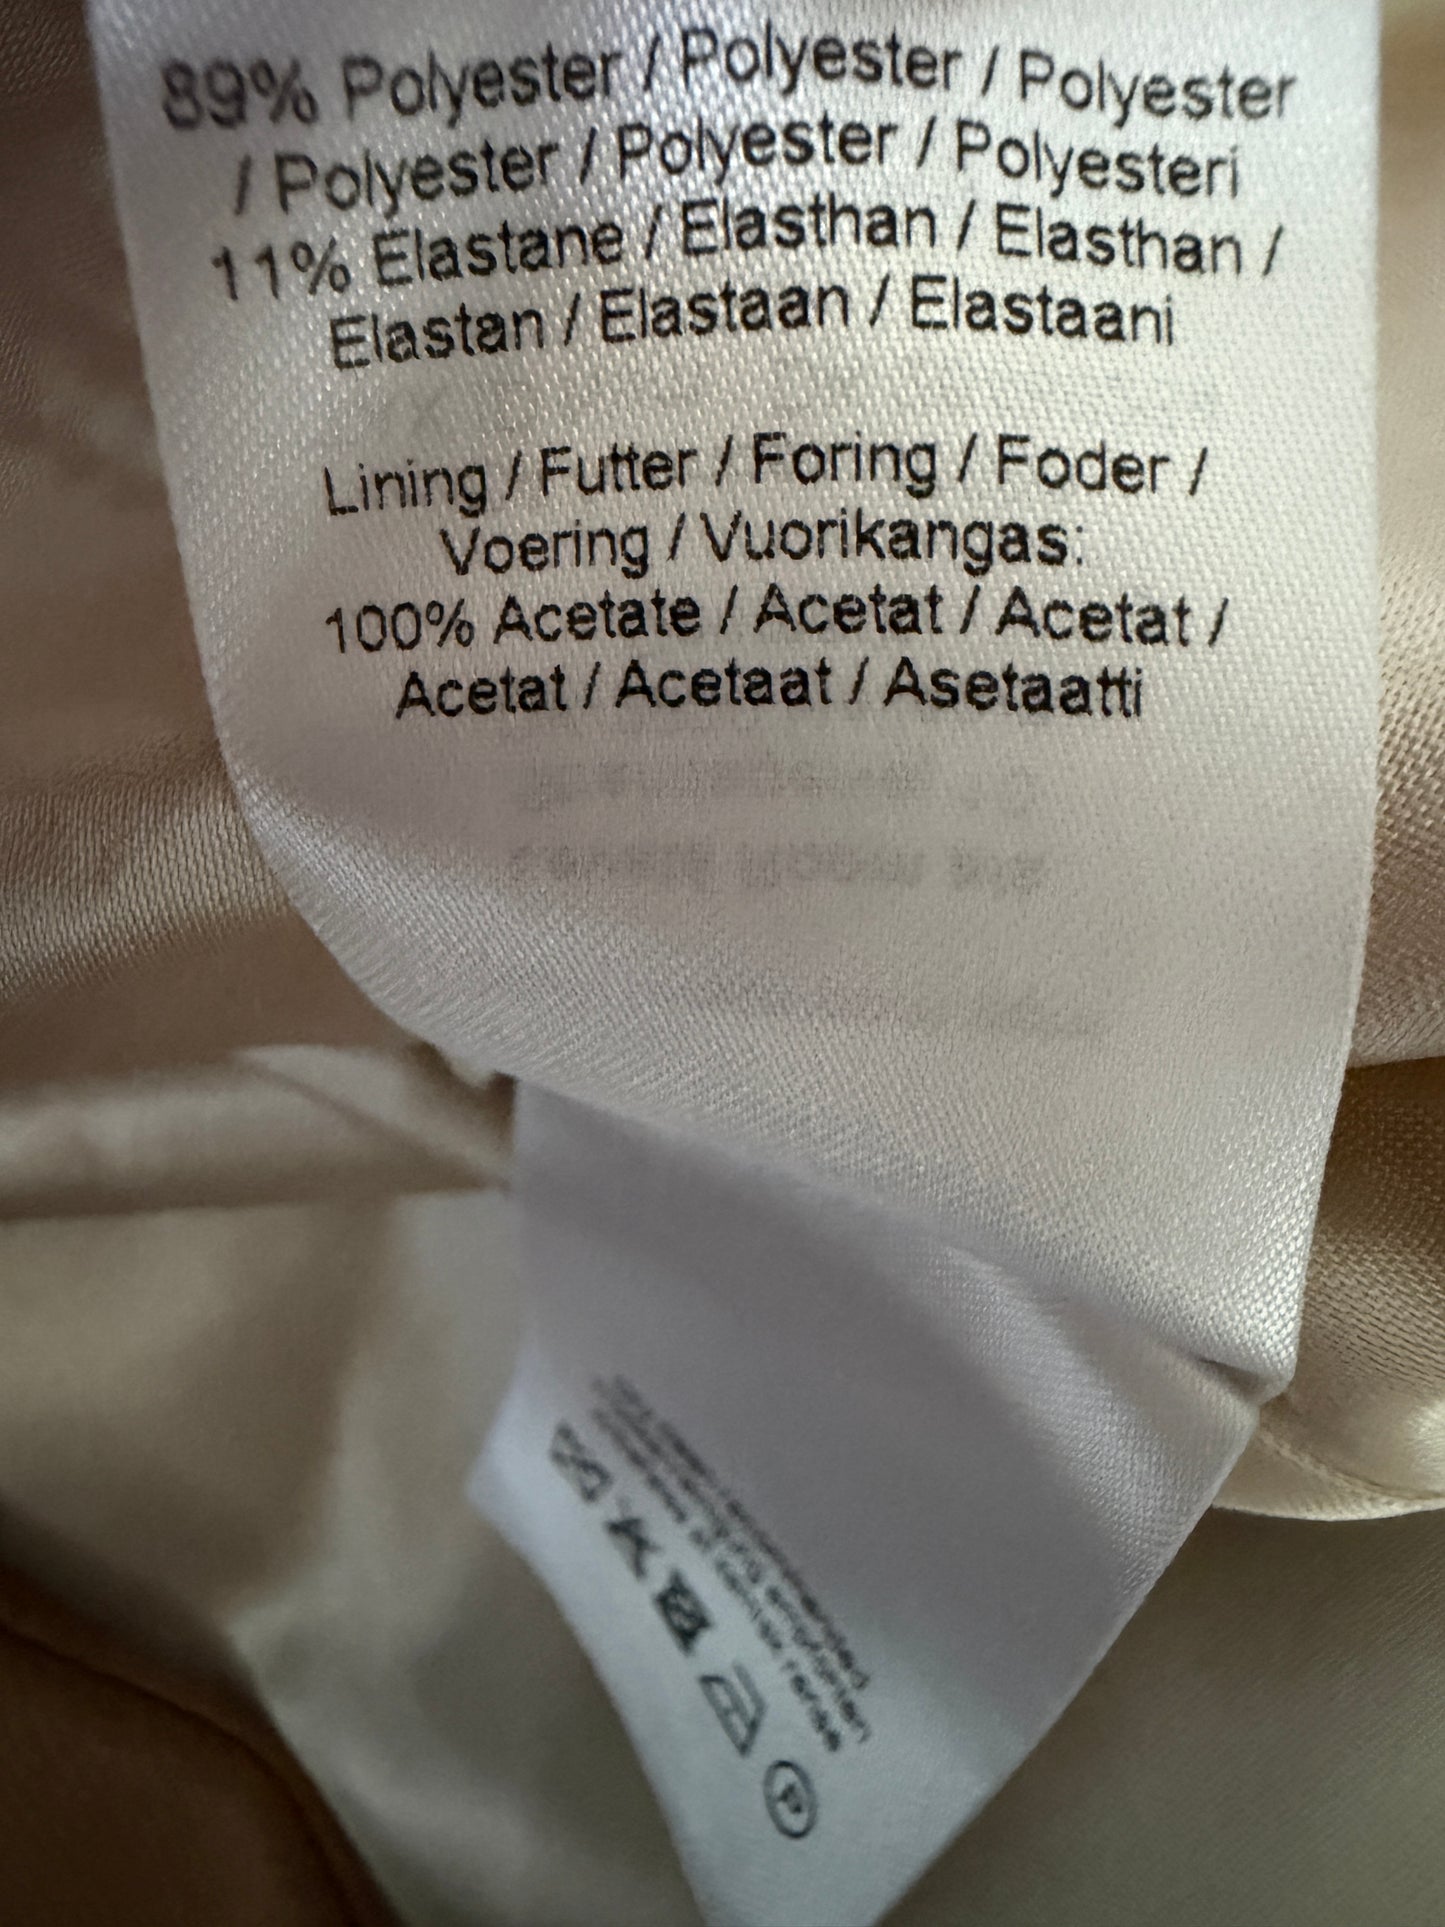 89% Polyester / Polyester / Polyester
/ Polyester / Polyester / Polyesteri
11% Elastane / Elasthan / Elasthan /
Elastan / Elastaan / Elastaani
Lining / Futter / Foring / Foder /
Voering / Vuorikangas:
100% Acetate / Acetat / Acetat /
Acetat / Acetaat / Asetaatti
P